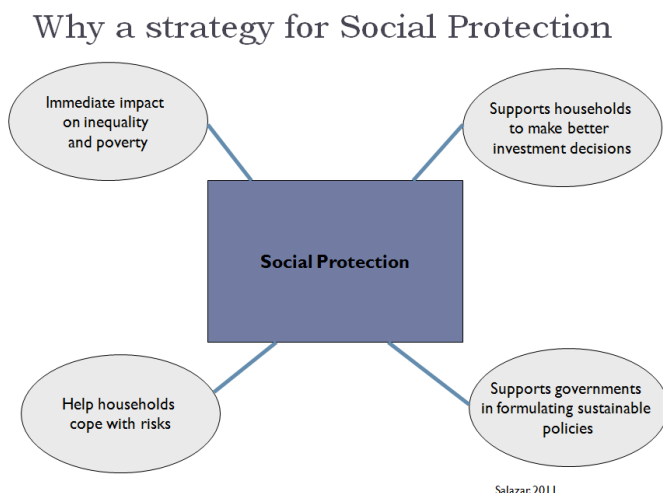 Why a strategy for Social Protection
Immediate impact
on inequality
and poverty
Supports households
to make better
investment decisions
Social Protection
Help households
cope with risks
Supports governments
in formulating sustainable
policies
Salazar 2011